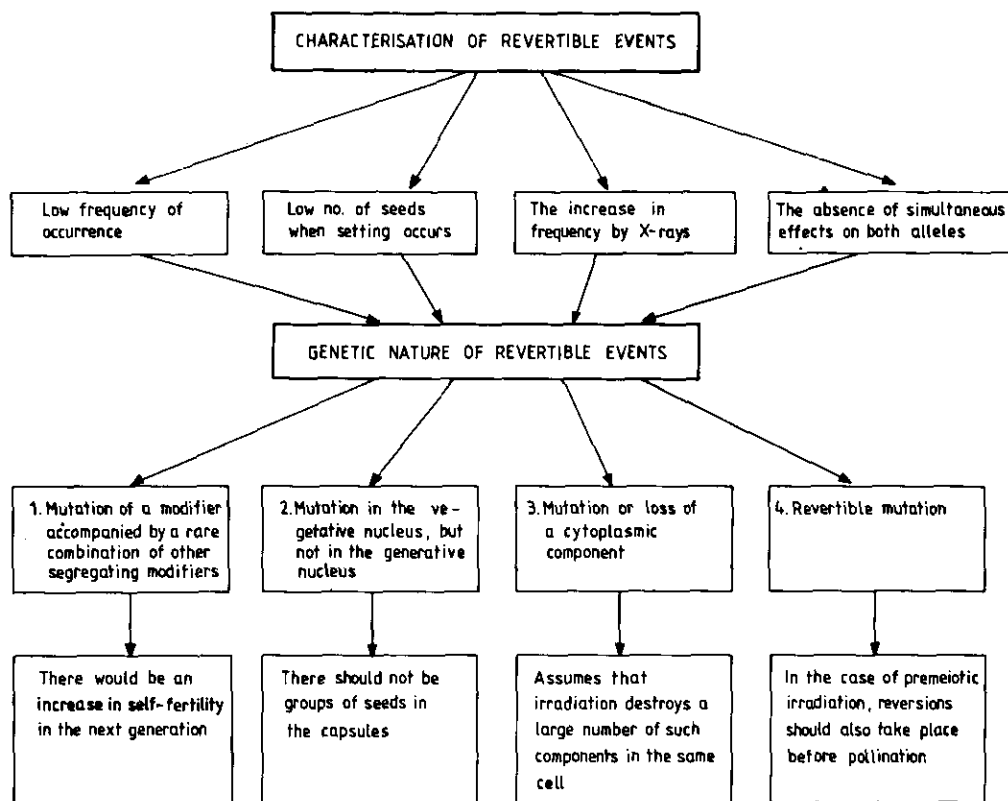 CHARACTERISATION OF REVERTIBLE EVENTS
Low frequency of
occurrence
Low no. of seeds
when setting occurs
The increase in
frequency by X-rays
The absence of simultaneous
effects on both alleles
GENETIC NATURE OF REVERTIBLE EVENTS
1. Mutation of a modifier
accompanied by a rare
combination of other
segregating modifiers
2. Mutation in the ve-
getative nucleus, but
not in the generative
nucleus
3. Mutation or loss of
a cytoplasmic
component
4. Revertible mutation
There would be an
increase in self-fertility
in the next generation
There should not be
groups of seeds in
the capsules
Assumes that
irradiation destroys a
large number of such
components in the same
cell
In the case of premeiotic
irradiation, reversions
should also take place
before pollination